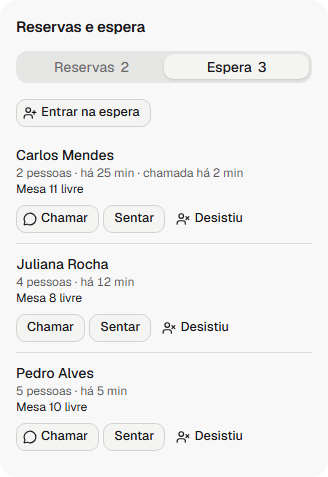 Reservas e espera
Reservas 2
Espera 3
Entrar na espera
Carlos Mendes
2 pessoas · há 25 min · chamada há 2 min
Mesa 11 livre
Chamar
Sentar
Desistiu
Juliana Rocha
4 pessoas · há 12 min
Mesa 8 livre
Chamar
Sentar
Desistiu
Pedro Alves
5 pessoas · há 5 min
Mesa 10 livre
Chamar
Sentar
Desistiu